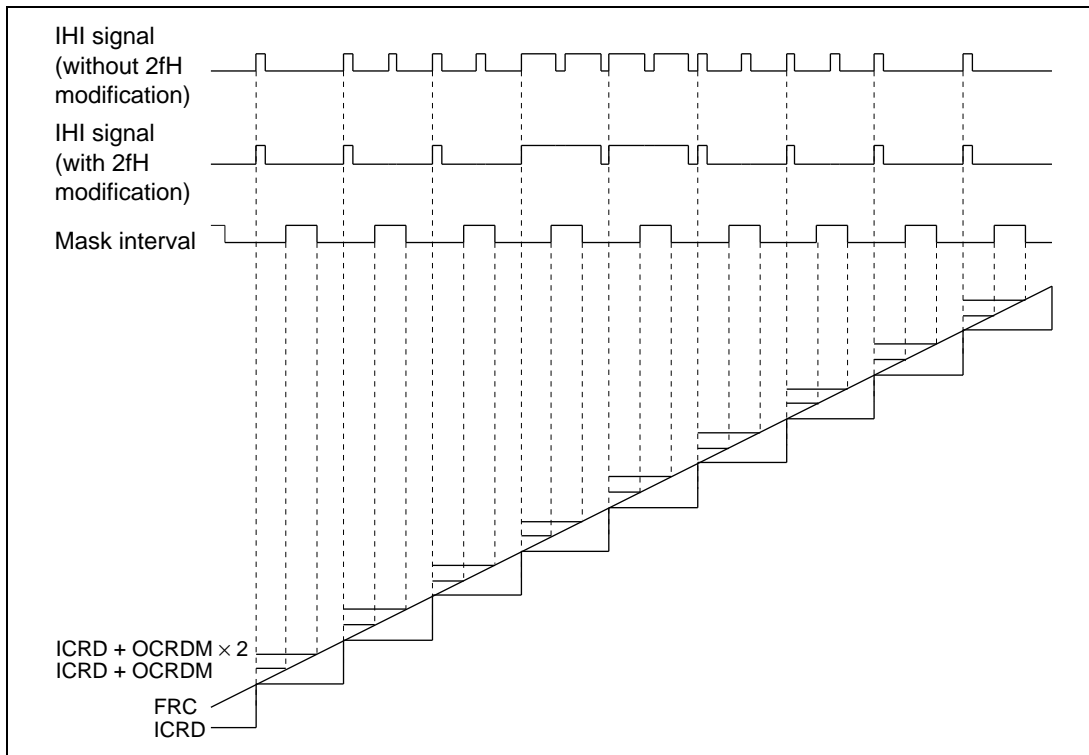 IHI signal
(without 2fH
modification)
IHI signal
(with 2fH
modification)
Mask interval
ICRD + OCRDM × 2
ICRD + OCRDM
FRC
ICRD